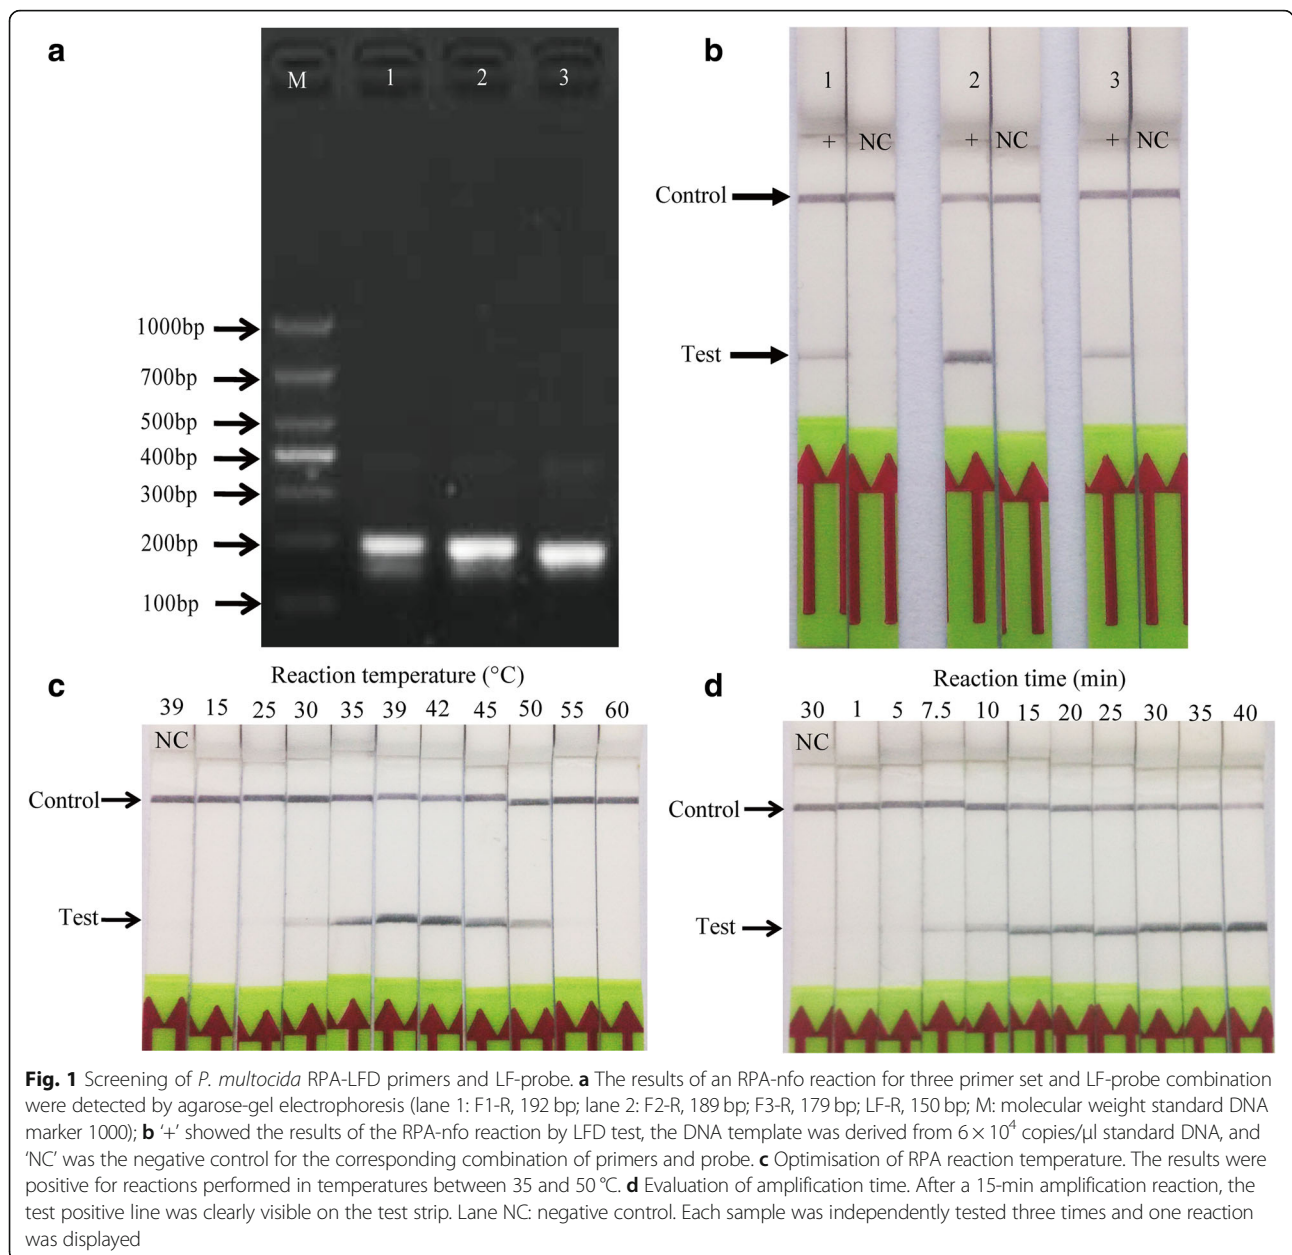 a
M 1 2 3
1000bp
700bp
500bp
400bp
300bp
200bp
100bp
b
1 2 3
+ NC + NC + NC
Control
Test
c
Reaction temperature (°C)
39 15 25 30 35 39 42 45 50 55 60
NC
Control
Test
d
Reaction time (min)
30 1 5 7.5 10 15 20 25 30 35 40
NC
Control
Test
Fig. 1 Screening of P. multocida RPA-LFD primers and LF-probe. a The results of an RPA-nfo reaction for three primer set and LF-probe combination
were detected by agarose-gel electrophoresis (lane 1: F1-R, 192 bp; lane 2: F2-R, 189 bp; F3-R, 179 bp; LF-R, 150 bp; M: molecular weight standard DNA
marker 1000); b ‘+’ showed the results of the RPA-nfo reaction by LFD test, the DNA template was derived from 6 × 10⁴ copies/μl standard DNA, and
‘NC’ was the negative control for the corresponding combination of primers and probe. c Optimisation of RPA reaction temperature. The results were
positive for reactions performed in temperatures between 35 and 50 °C. d Evaluation of amplification time. After a 15-min amplification reaction, the
test positive line was clearly visible on the test strip. Lane NC: negative control. Each sample was independently tested three times and one reaction
was displayed